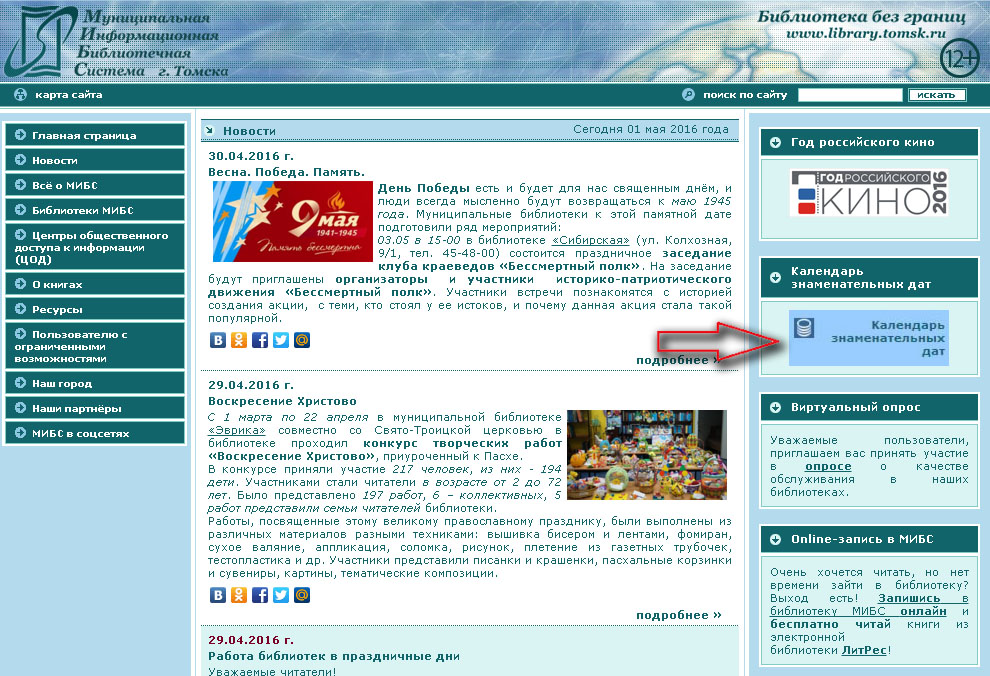 Муниципальная
Информационная
Библиотечная
Система г. Томска
Библиотека без границ
www.library.tomsk.ru
12+
карта сайта
поиск по сайту
искать
Главная страница
Новости
Всё о МИБС
Библиотеки МИБС
Центры общественного
доступа к информации
(ЦОД)
О книгах
Ресурсы
Пользователю с
ограниченными
возможностями
Наш город
Наши партнёры
МИБС в соцсетях
Новости
Сегодня 01 мая 2016 года
30.04.2016 г.
Весна. Победа. Память.
9 мая
1941-1945
Память бессмертна
День Победы есть и будет для нас священным днём, и
люди всегда мысленно будут возвращаться к маю 1945
года. Муниципальные библиотеки к этой памятной дате
подготовили ряд мероприятий:
03.05 в 15-00 в библиотеке «Сибирская» (ул. Колхозная,
9/1, тел. 45-48-00) состоится праздничное заседание
клуба краеведов «Бессмертный полк». На заседание
будут приглашены организаторы и участники историко-патриотического
движения «Бессмертный полк». Участники встречи познакомятся с историей
создания акции, с теми, кто стоял у ее истоков, и почему данная акция стала такой
популярной.
подробнее »
29.04.2016 г.
Воскресение Христово
С 1 марта по 22 апреля в муниципальной библиотеке
«Эврика» совместно со Свято-Троицкой церковью в
библиотеке проходил конкурс творческих работ
«Воскресение Христово», приуроченный к Пасхе.
В конкурсе приняли участие 217 человек, из них - 194
дети. Участниками стали читатели в возрасте от 2 до 72
лет. Было представлено 197 работ, 6 – коллективных, 5
работ представили семьи читателей библиотеки.
Работы, посвященные этому великому православному празднику, были выполнены из
различных материалов разными техниками: вышивка бисером и лентами, фомиран,
сухое валяние, аппликация, соломка, рисунок, плетение из газетных трубочек,
тестопластика и др. Участники представили писанки и крашенки, пасхальные корзинки
и сувениры, картины, тематические композиции.
подробнее »
29.04.2016 г.
Работа библиотек в праздничные дни
Уважаемые читатели!
Год российского кино
ГОД РОССИЙСКОГО
КИНО 2016
Календарь
знаменательных дат
Календарь
знаменательных
дат
Виртуальный опрос
Уважаемые пользователи,
приглашаем вас принять участие
в опросе о качестве
обслуживания в наших
библиотеках.
Online-запись в МИБС
Очень хочется читать, но нет
времени зайти в библиотеку?
Выход есть! Запишись в
библиотеку МИБС онлайн и
бесплатно читай книги из
электронной
библиотеки ЛитРес!